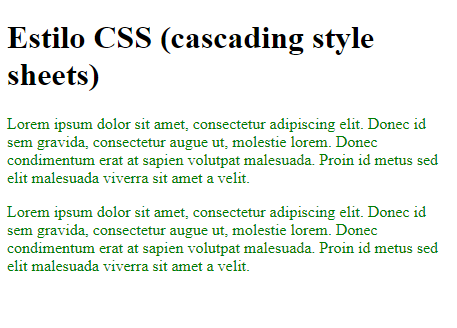 Estilo CSS (cascading style
sheets)
Lorem ipsum dolor sit amet, consectetur adipiscing elit. Donec id
sem gravida, consectetur augue ut, molestie lorem. Donec
condimentum erat at sapien volutpat malesuada. Proin id metus sed
elit malesuada viverra sit amet a velit.
Lorem ipsum dolor sit amet, consectetur adipiscing elit. Donec id
sem gravida, consectetur augue ut, molestie lorem. Donec
condimentum erat at sapien volutpat malesuada. Proin id metus sed
elit malesuada viverra sit amet a velit.